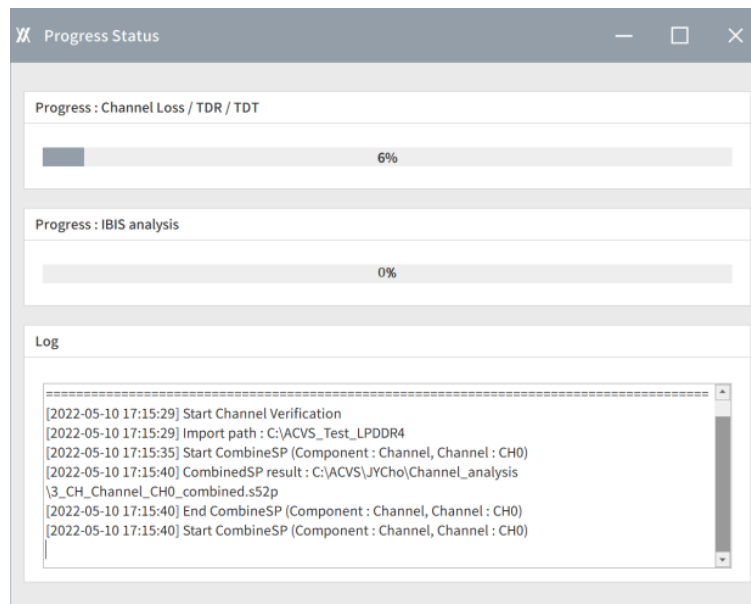 Progress Status
Progress : Channel Loss / TDR / TDT
6%
Progress : IBIS analysis
0%
Log
==========================================================================================
[2022-05-10 17:15:29] Start Channel Verification
[2022-05-10 17:15:29] Import path : C:\ACVS_Test_LPDDR4
[2022-05-10 17:15:35] Start CombineSP (Component : Channel, Channel : CH0)
[2022-05-10 17:15:40] CombinedSP result : C:\ACVS\JYCho\Channel_analysis
\3_CH_Channel_CH0_combined.s52p
[2022-05-10 17:15:40] End CombineSP (Component : Channel, Channel : CH0)
[2022-05-10 17:15:40] Start CombineSP (Component : Channel, Channel : CH0)